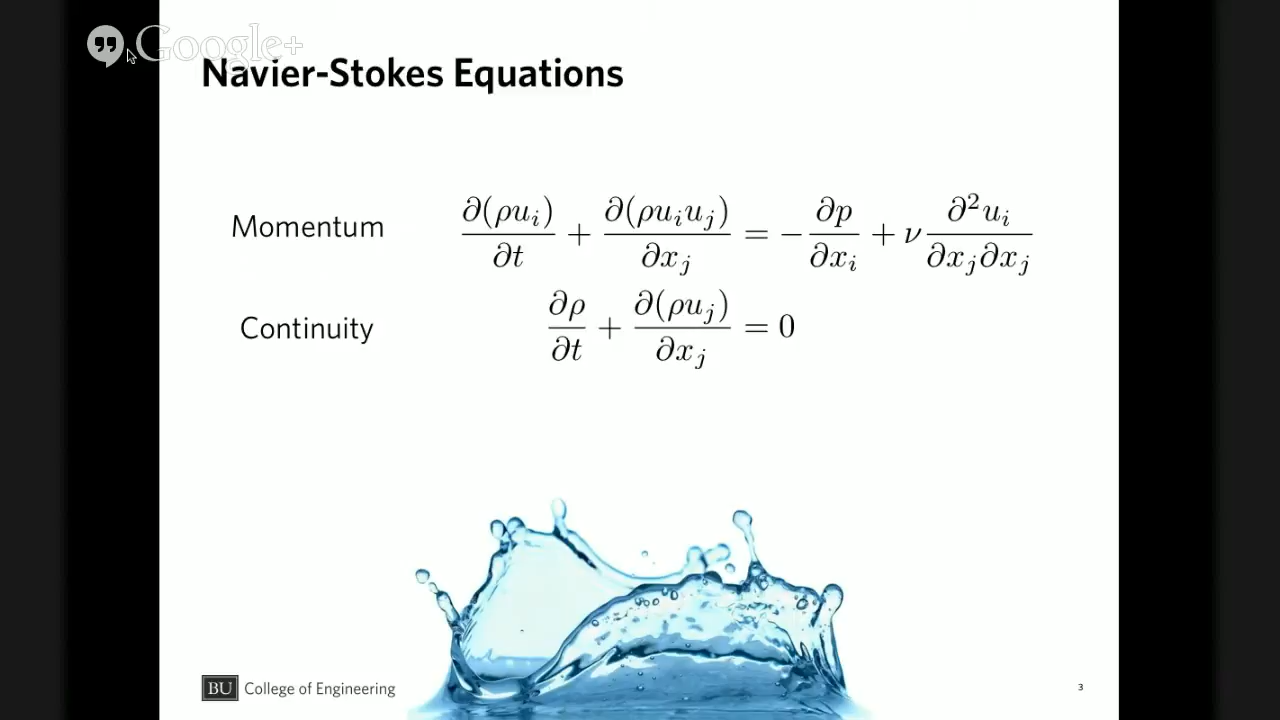 Google+
Navier-Stokes Equations
Momentum ∂(ρu_i)/∂t + ∂(ρu_i u_j)/∂x_j = −∂p/∂x_i + ν ∂²u_i/∂x_j∂x_j
Continuity ∂ρ/∂t + ∂(ρu_j)/∂x_j = 0
BU College of Engineering
3